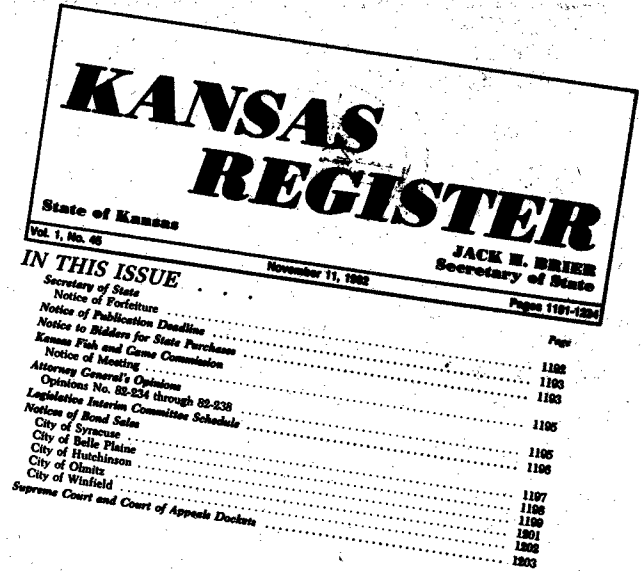 KANSAS
REGISTER
State of Kansas
JACK H. BRIER
Secretary of State
Vol. 1, No. 45 November 11, 1982 Pages 1191-1224
IN THIS ISSUE . . . Page
Secretary of State
Notice of Forfeiture ........ 1192
Notice of Publication Deadline ........ 1193
Notice to Bidders for State Purchases ........ 1193
Kansas Fish and Game Commission
Notice of Meeting ........ 1195
Attorney General's Opinions
Opinions No. 82-234 through 82-238 ........ 1195
Legislative Interim Committee Schedule ........ 1196
Notices of Bond Sales
City of Syracuse ........ 1197
City of Belle Plaine ........ 1198
City of Hutchinson ........ 1199
City of Olmitz ........ 1201
City of Winfield ........ 1202
Supreme Court and Court of Appeals Dockets ........ 1203